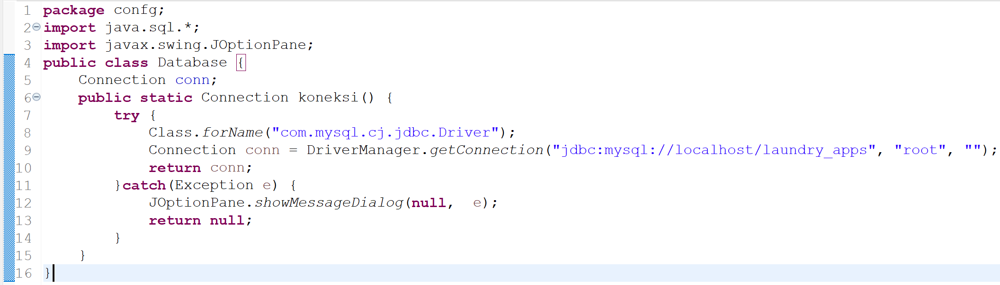 1 package confg;
2 import java.sql.*;
3 import javax.swing.JOptionPane;
4 public class Database {
5     Connection conn;
6     public static Connection koneksi() {
7         try {
8             Class.forName("com.mysql.cj.jdbc.Driver");
9             Connection conn = DriverManager.getConnection("jdbc:mysql://localhost/laundry_apps", "root", "");
10             return conn;
11         }catch(Exception e) {
12             JOptionPane.showMessageDialog(null,  e);
13             return null;
14         }
15     }
16 }